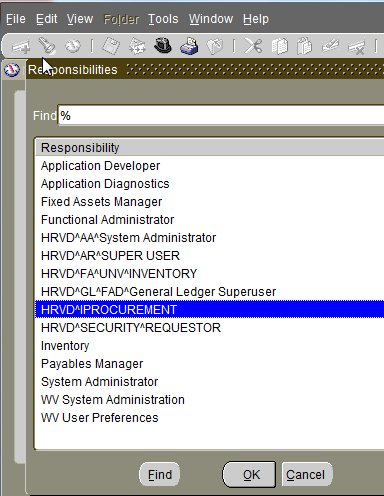 File Edit View Folder Tools Window Help
Responsibilities
Find %
Responsibility
Application Developer
Application Diagnostics
Fixed Assets Manager
Functional Administrator
HRVD^AA^System Administrator
HRVD^AR^SUPER USER
HRVD^FA^UNV^INVENTORY
HRVD^GL^FAD^General Ledger Superuser
HRVD^IPROCUREMENT
HRVD^SECURITY^REQUESTOR
Inventory
Payables Manager
System Administrator
WV System Administration
WV User Preferences
Find OK Cancel